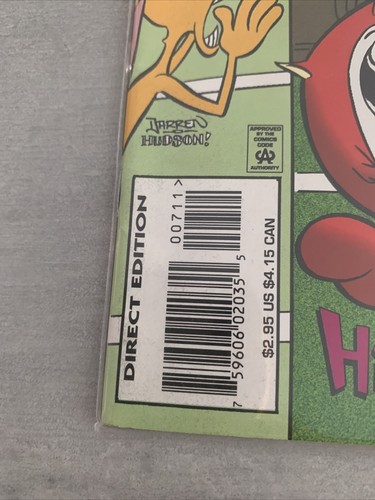 DARREN
HUDSON!
APPROVED
BY THE
COMICS
CODE
CA
AUTHORITY
DIRECT EDITION
00711>
7 59606 02035 5
$2.95 US $4.15 CAN
H